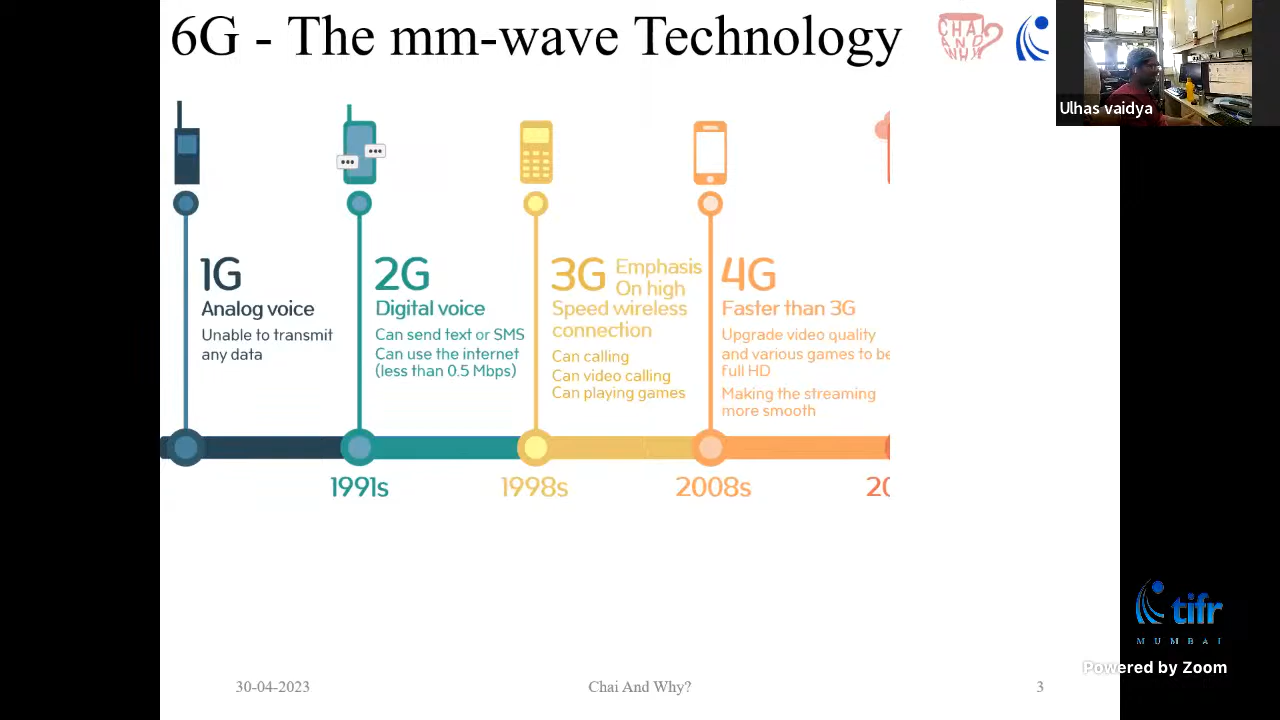 6G - The mm-wave Technology
CHAI
AND
WHY?
Ulhas vaidya
1G
Analog voice
Unable to transmit
any data
2G
Digital voice
Can send text or SMS
Can use the internet
(less than 0.5 Mbps)
3G Emphasis
On high
Speed wireless
connection
Can calling
Can video calling
Can playing games
4G
Faster than 3G
Upgrade video quality
and various games to be
full HD
Making the streaming
more smooth
1991s
1998s
2008s
20
tifr
MUMBAI
Powered by Zoom
30-04-2023
Chai And Why?
3